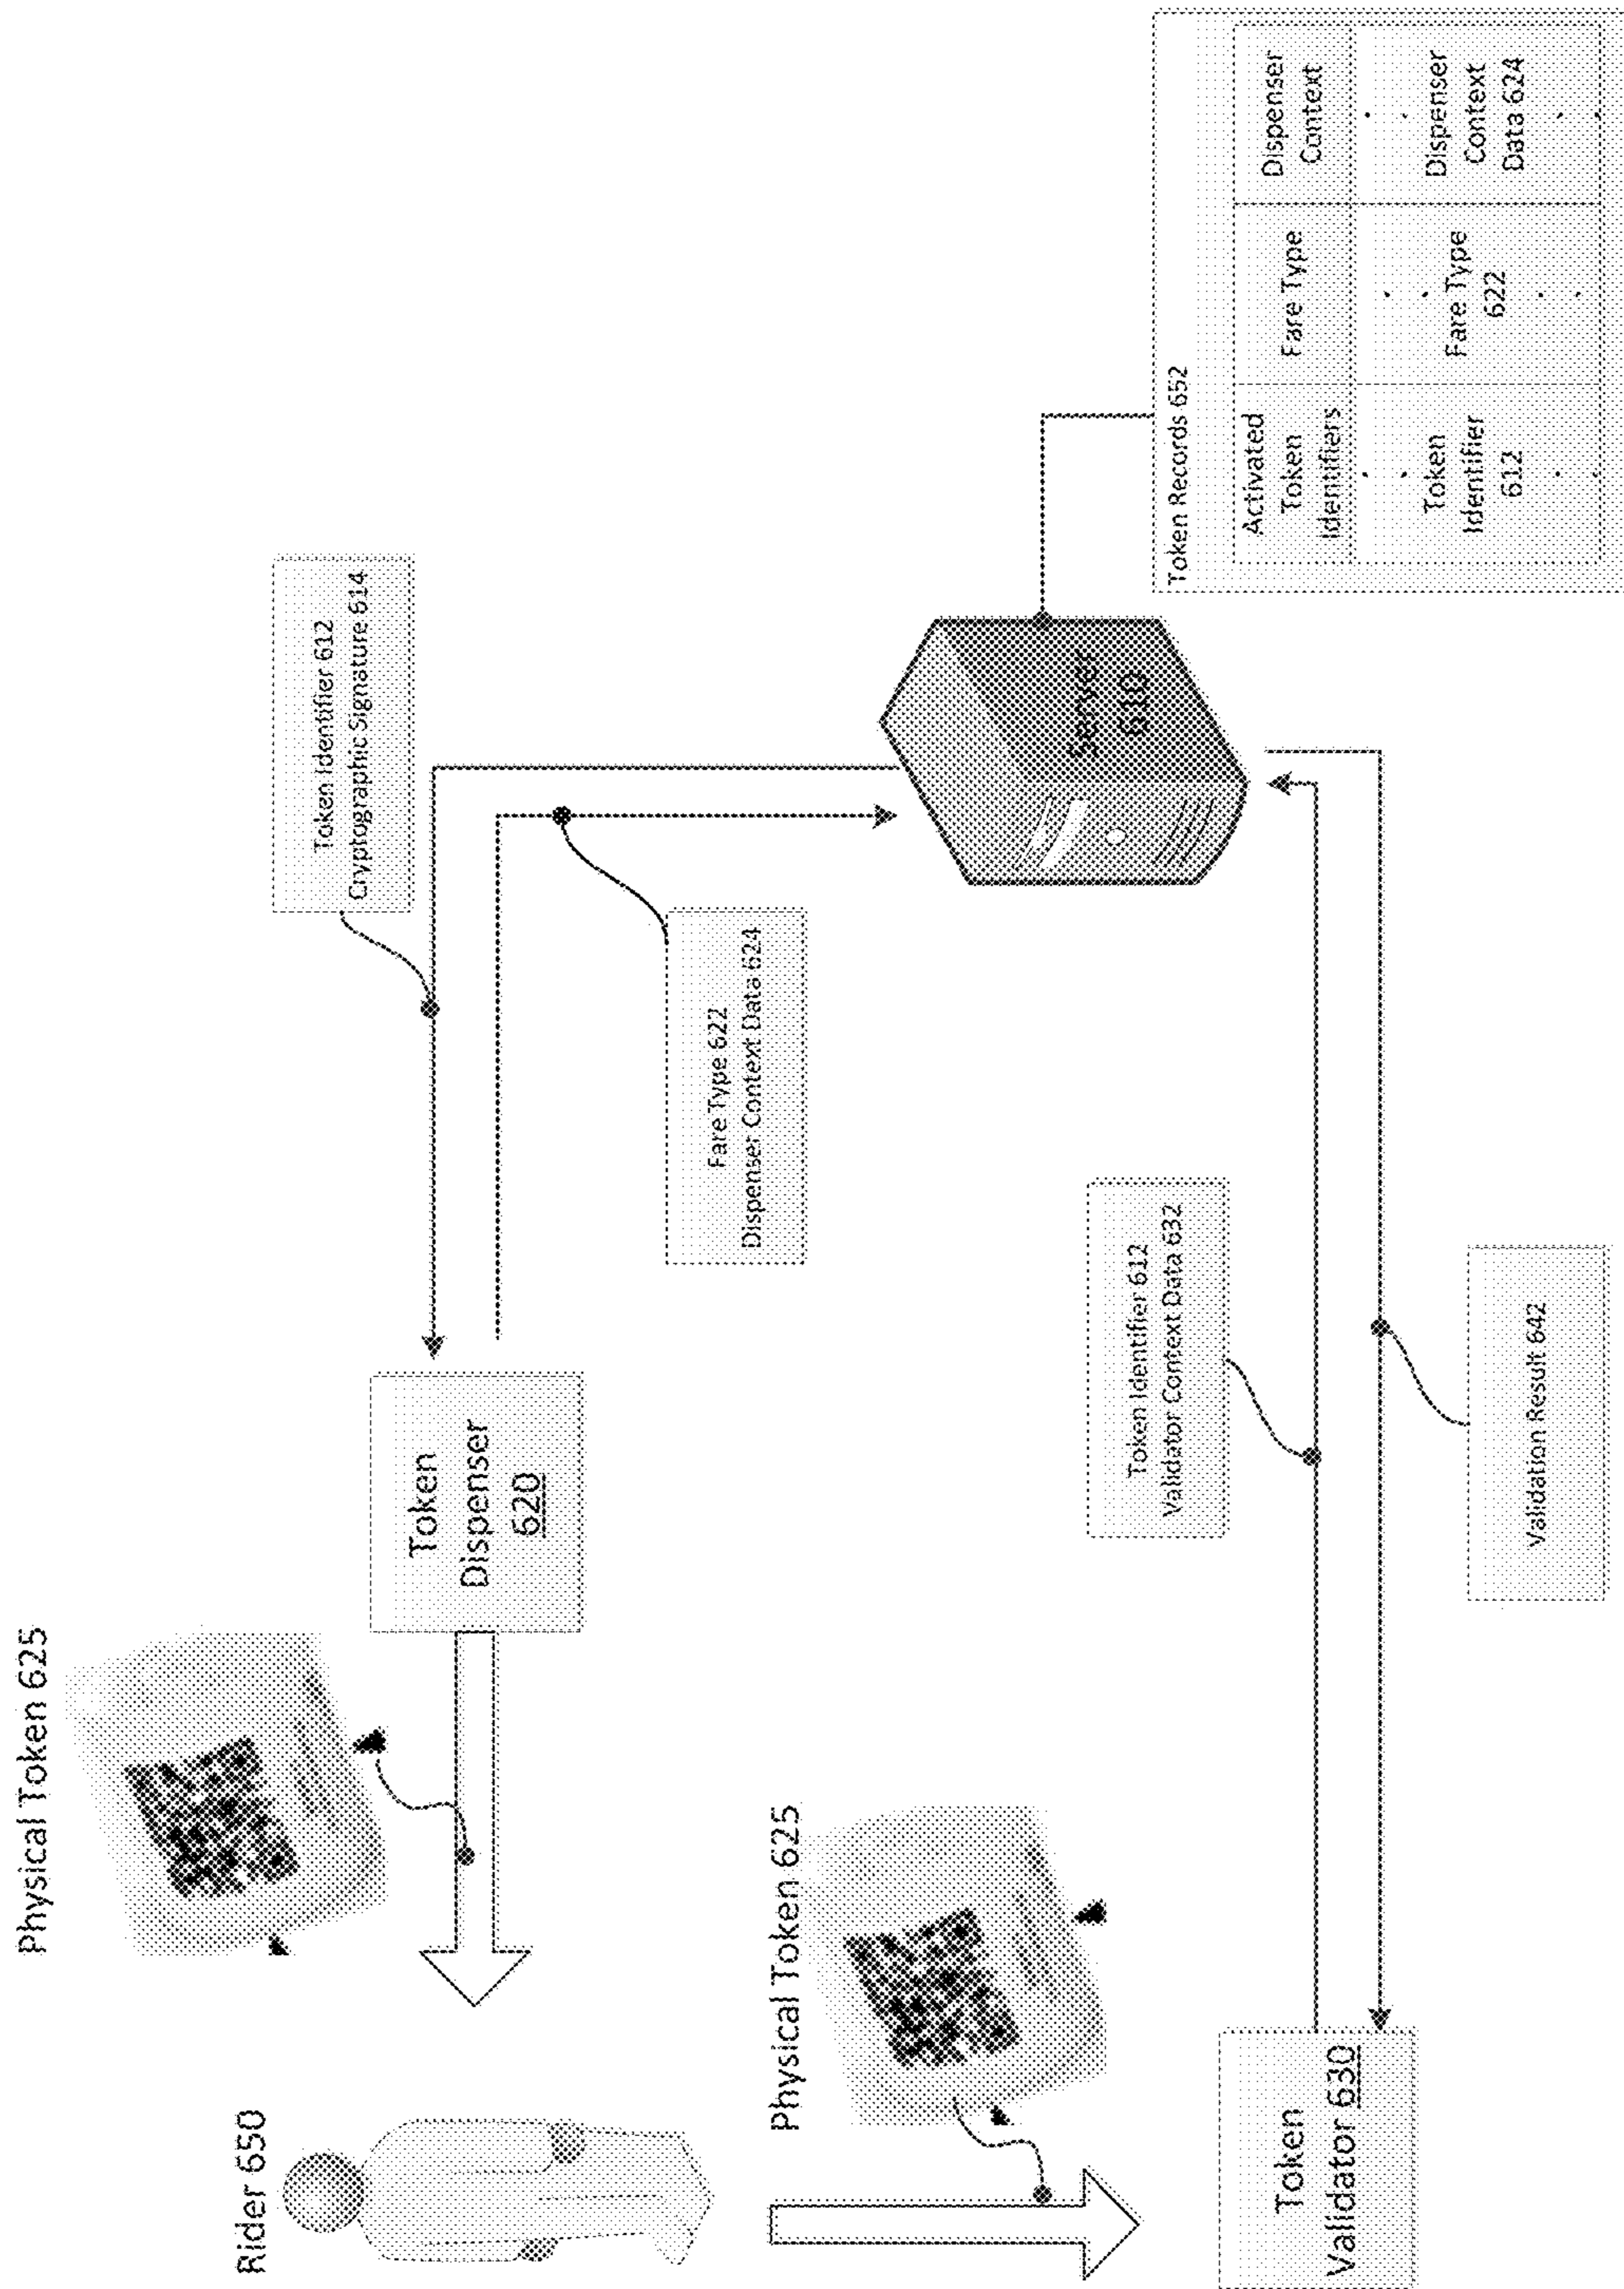 Physical Token 625
Rider 650
Token
Dispenser
620
Token Identifier 612
Cryptographic Signature 614
Fare Type 622
Dispenser Context Data 624
Physical Token 625
Server
610
Token
Validator 630
Token Identifier 612
Validator Context Data 632
Validation Result 642
Token Records 652
Activated
Token
Identifiers
Fare Type
Dispenser
Context
Token
Identifier
612
Fare Type
622
Dispenser
Context
Data 624